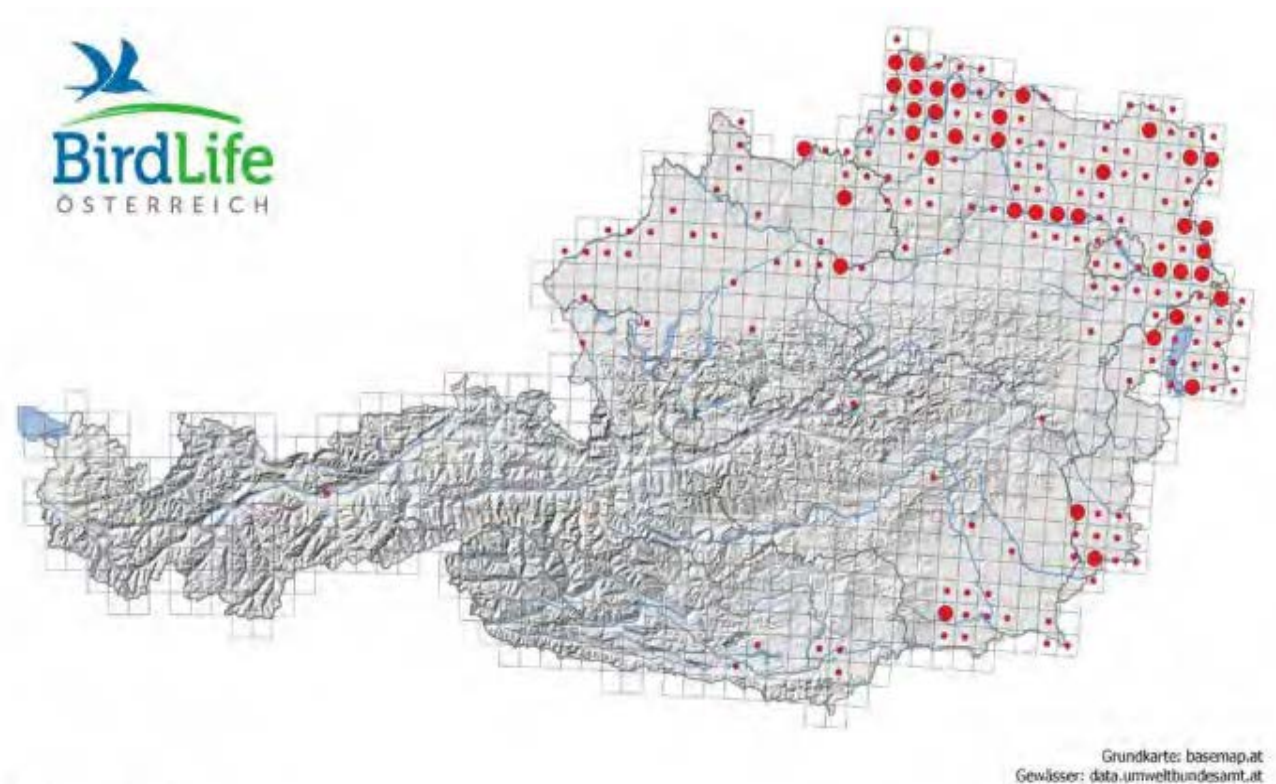 BirdLife
ÖSTERREICH
Grundkarte: basemap.at
Gewässer: data.umweltbundesamt.at